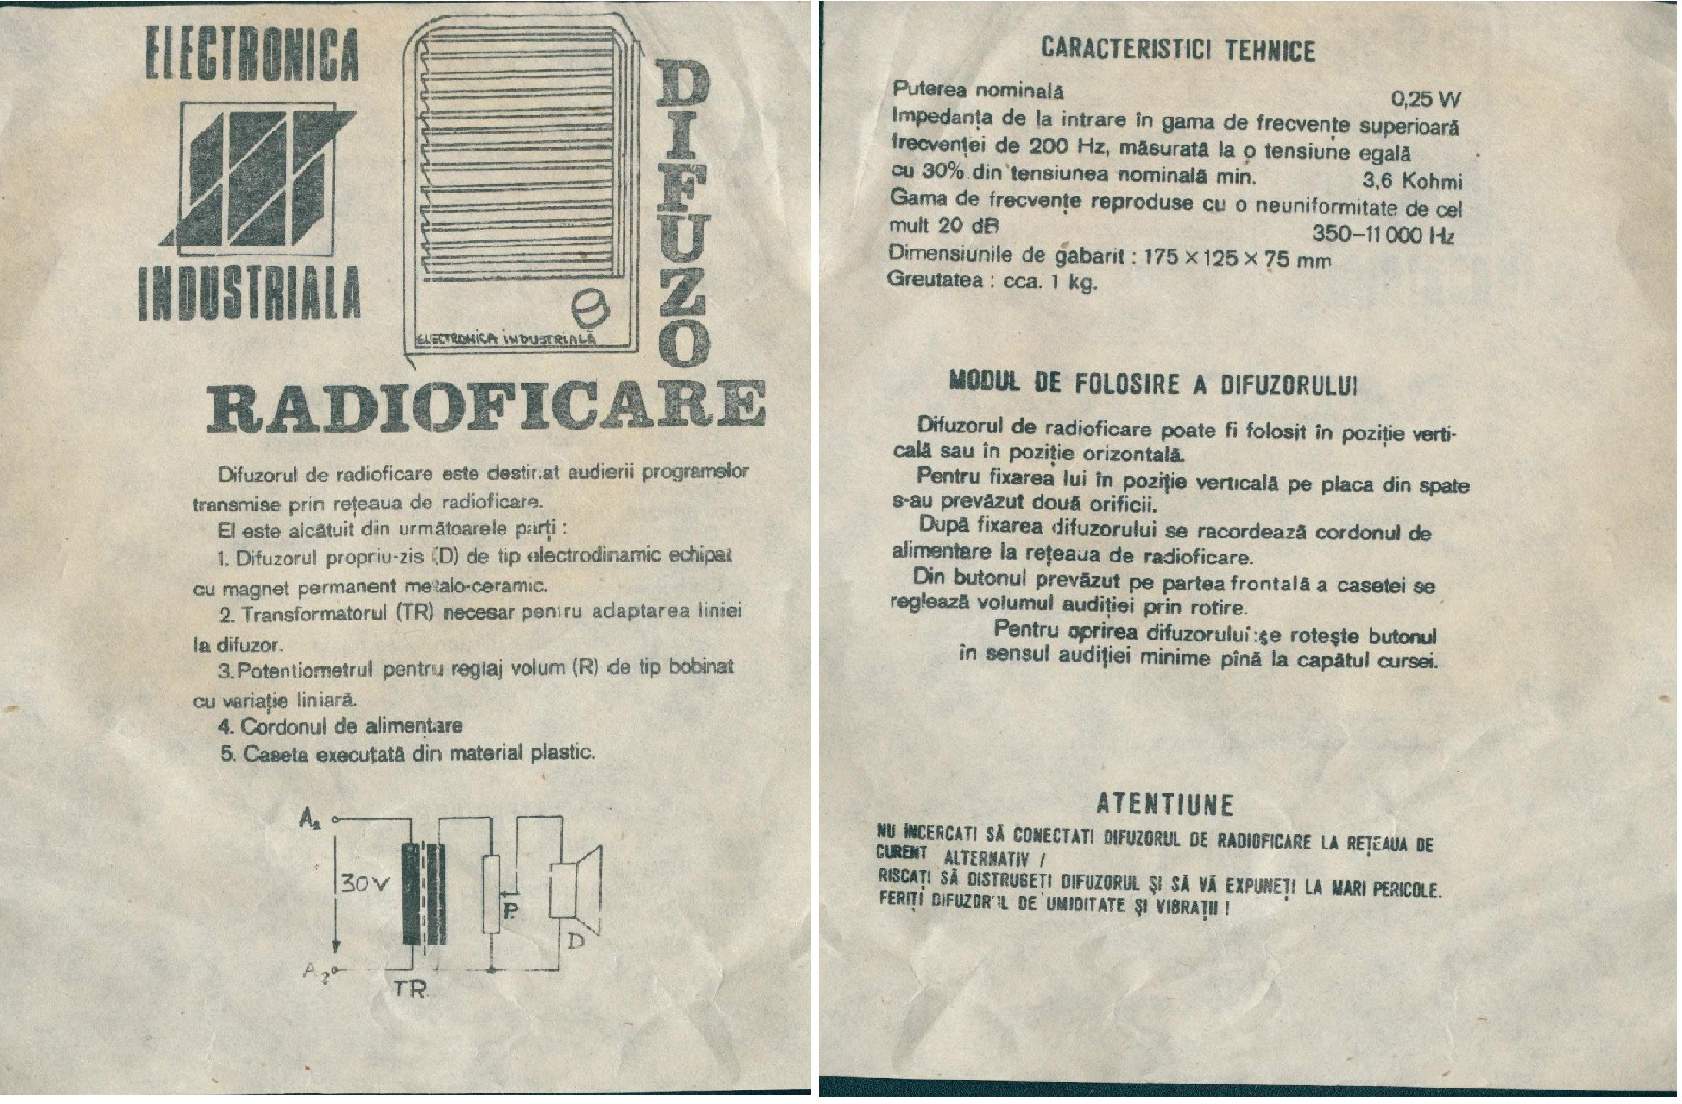 ELECTRONICA
INDUSTRIALA
ELECTRONICA INDUSTRIALĂ
DIFUZOR
RADIOFICARE
Difuzorul de radioficare este destinat audierii programelor
transmise prin rețeaua de radioficare.
El este alcătuit din următoarele părți :
1. Difuzorul propriu-zis (D) de tip electrodinamic echipat
cu magnet permanent metalo-ceramic.
2. Transformatorul (TR) necesar pentru adaptarea liniei
la difuzor.
3. Potentiometrul pentru reglaj volum (R) de tip bobinat
cu variație liniară.
4. Cordonul de alimentare
5. Caseta executată din material plastic.
A₁
30V
P
D
A₂
TR.
CARACTERISTICI TEHNICE
Puterea nominală 0,25 W
Impedanța de la intrare în gama de frecvențe superioară
frecvenței de 200 Hz, măsurată la o tensiune egală
cu 30% din tensiunea nominală min. 3,6 Kohmi
Gama de frecvențe reproduse cu o neuniformitate de cel
mult 20 dB 350–11 000 Hz
Dimensiunile de gabarit : 175 × 125 × 75 mm
Greutatea : cca. 1 kg.
MODUL DE FOLOSIRE A DIFUZORULUI
Difuzorul de radioficare poate fi folosit în poziție verti-
cală sau în poziție orizontală.
Pentru fixarea lui în poziție verticală pe placa din spate
s-au prevăzut două orificii.
După fixarea difuzorului se racordează cordonul de
alimentare la rețeaua de radioficare.
Din butonul prevăzut pe partea frontală a casetei se
reglează volumul audiției prin rotire.
Pentru oprirea difuzorului se rotește butonul
în sensul audiției minime pînă la capătul cursei.
ATENTIUNE
NU ÎNCERCATI SĂ CONECTATI DIFUZORUL DE RADIOFICARE LA REȚEAUA DE
CURENT ALTERNATIV !
RISCAȚI SĂ DISTRUGETI DIFUZORUL ȘI SĂ VĂ EXPUNEȚI LA MARI PERICOLE.
FERIȚI DIFUZORUL DE UMIDITATE ȘI VIBRAȚII !